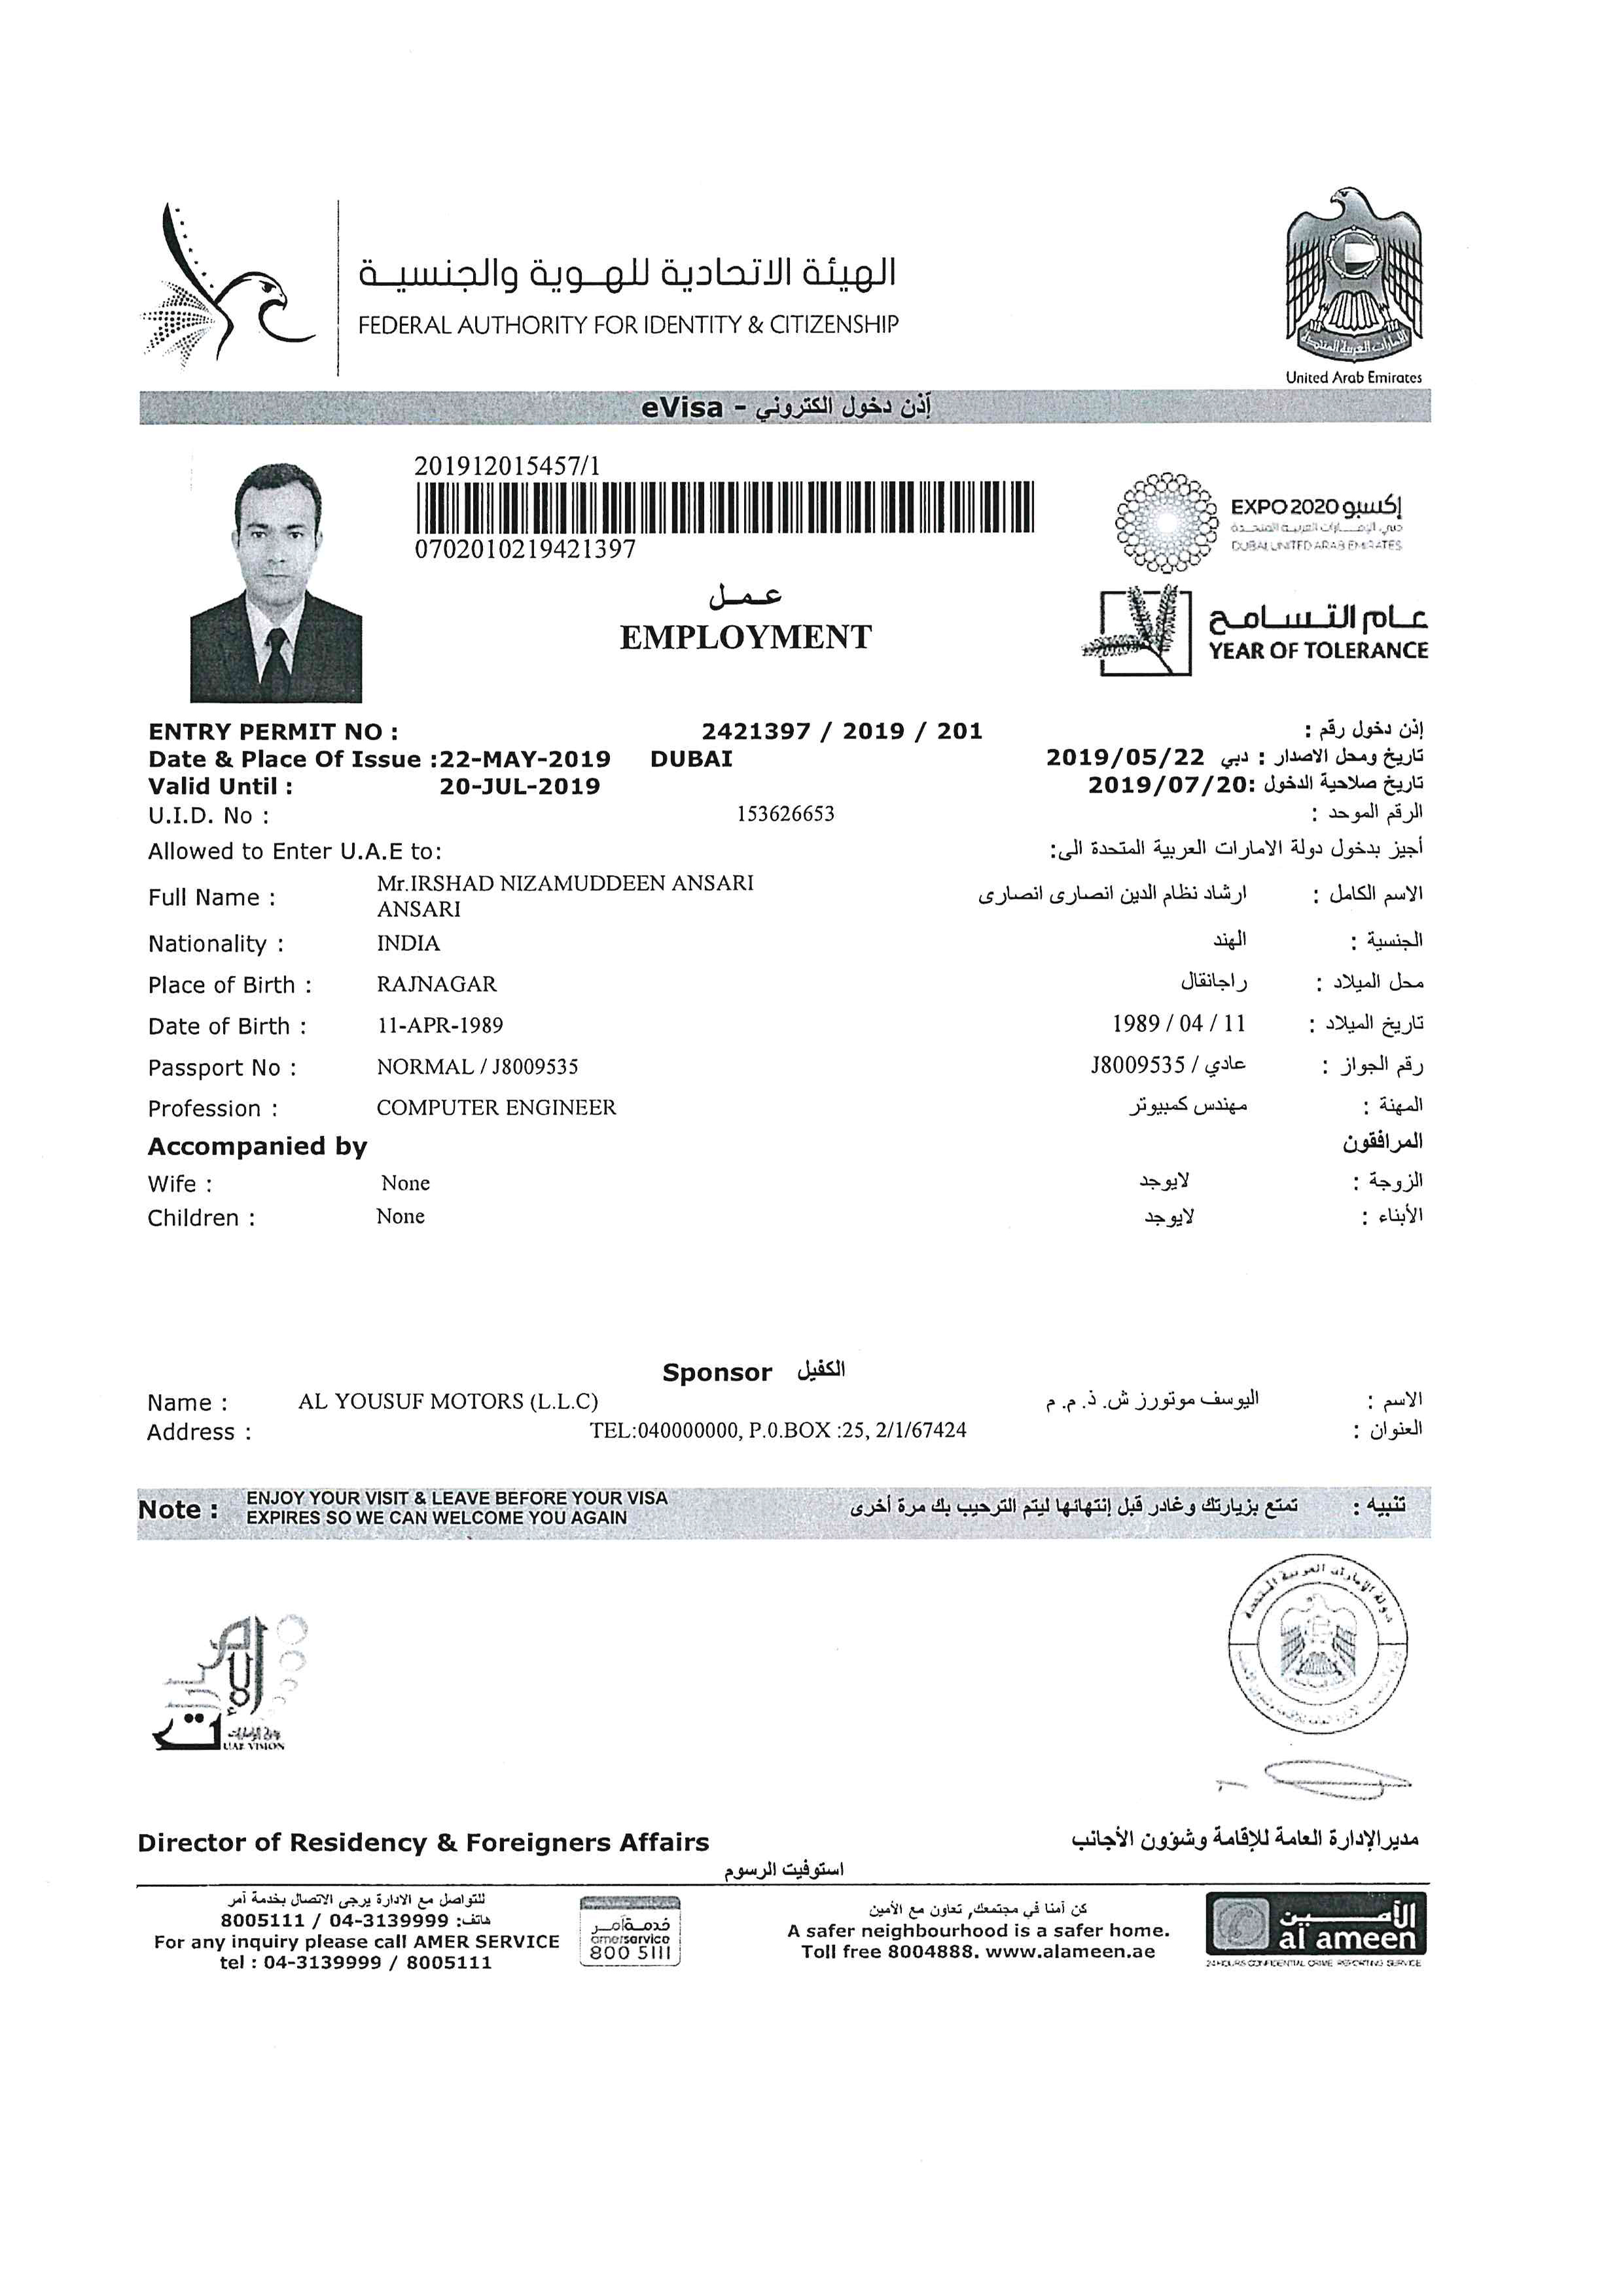 الهيئة الاتحادية للهوية والجنسية
FEDERAL AUTHORITY FOR IDENTITY & CITIZENSHIP
United Arab Emirates
eVisa - إذن دخول الكتروني
201912015457/1
0702010219421397
EXPO 2020 إكسبو
دبي الإمارات العربية المتحدة
DUBAI, UNITED ARAB EMIRATES
عمل
EMPLOYMENT
عام التسامح
YEAR OF TOLERANCE
ENTRY PERMIT NO : 2421397 / 2019 / 201 إذن دخول رقم :
Date & Place Of Issue :22-MAY-2019 DUBAI تاريخ ومحل الاصدار : دبي 2019/05/22
Valid Until : 20-JUL-2019 تاريخ صلاحية الدخول :2019/07/20
U.I.D. No : 153626653 الرقم الموحد :
Allowed to Enter U.A.E to: أجيز بدخول دولة الامارات العربية المتحدة الى:
Full Name : Mr.IRSHAD NIZAMUDDEEN ANSARI ANSARI الاسم الكامل : ارشاد نظام الدين انصارى انصارى
Nationality : INDIA الجنسية : الهند
Place of Birth : RAJNAGAR محل الميلاد : راجانقال
Date of Birth : 11-APR-1989 تاريخ الميلاد : 1989 / 04 / 11
Passport No : NORMAL / J8009535 رقم الجواز : عادي / J8009535
Profession : COMPUTER ENGINEER المهنة : مهندس كمبيوتر
Accompanied by المرافقون
Wife : None الزوجة : لايوجد
Children : None الأبناء : لايوجد
Sponsor الكفيل
Name : AL YOUSUF MOTORS (L.L.C) الاسم : اليوسف موتورز ش. ذ. م. م
Address : TEL:040000000, P.0.BOX :25, 2/1/67424 العنوان :
Note : ENJOY YOUR VISIT & LEAVE BEFORE YOUR VISA EXPIRES SO WE CAN WELCOME YOU AGAIN تنبيه : تمتع بزيارتك وغادر قبل إنتهائها ليتم الترحيب بك مرة أخرى
دولة الإمارات العربية المتحدة
الإمارات
UAE VISION
Director of Residency & Foreigners Affairs مدير الإدارة العامة للإقامة وشؤون الأجانب
استوفيت الرسوم
للتواصل مع الادارة يرجى الاتصال بخدمة آمر
هاتف: 04-3139999 / 8005111
For any inquiry please call AMER SERVICE
tel : 04-3139999 / 8005111
خدمة آمر
amer service
800 5111
كن آمنا في مجتمعك, تعاون مع الأمين
A safer neighbourhood is a safer home.
Toll free 8004888. www.alameen.ae
الأمين
al ameen
24 HOURS CONFIDENTIAL CRIME REPORTING SERVICE